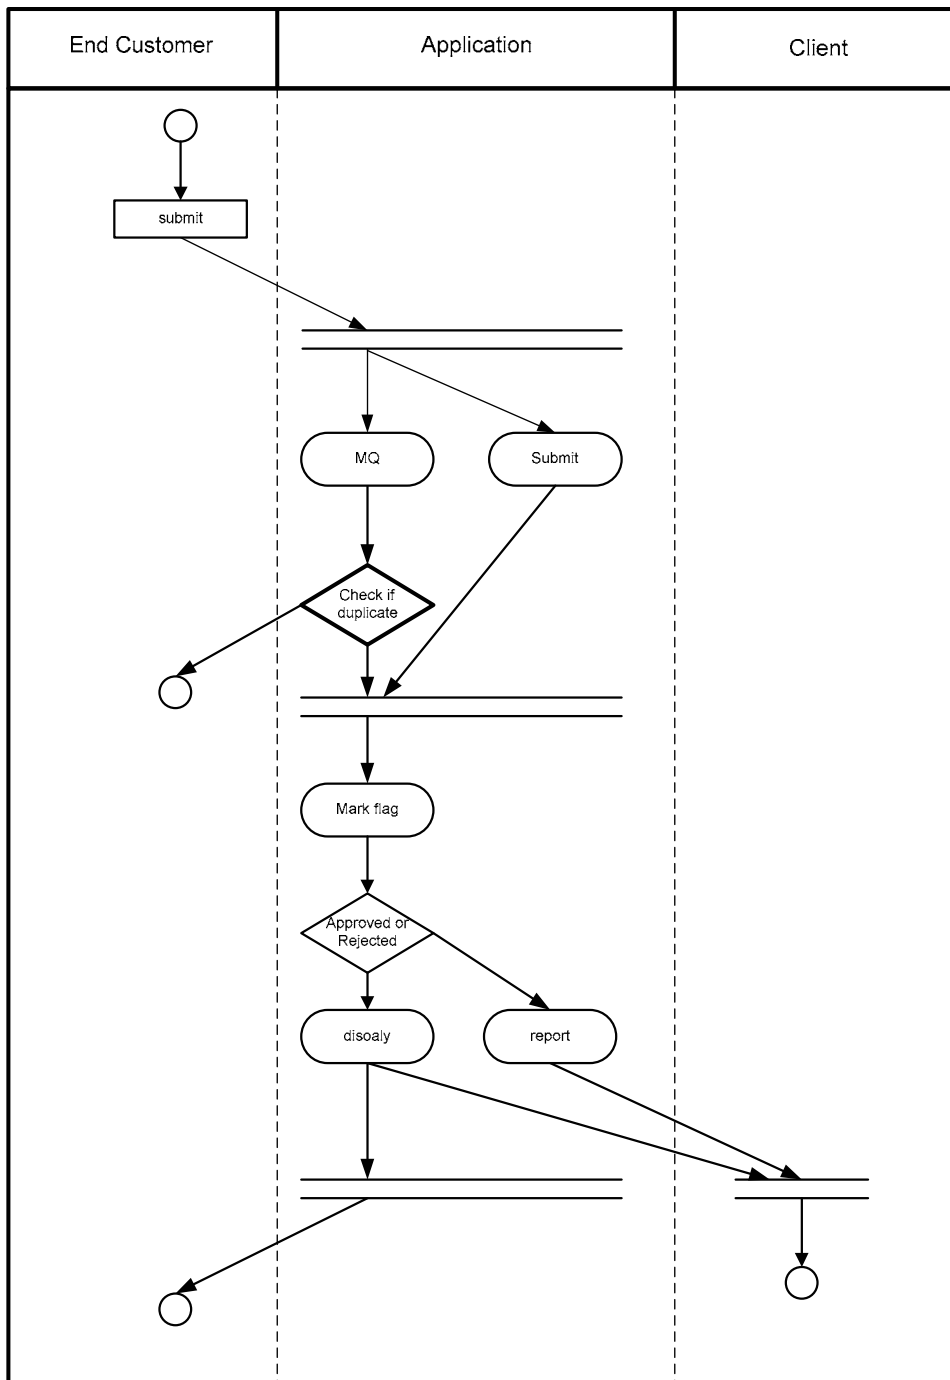 End Customer
Application
Client
submit
MQ
Submit
Check if
duplicate
Mark flag
Approved or
Rejected
disoaly
report